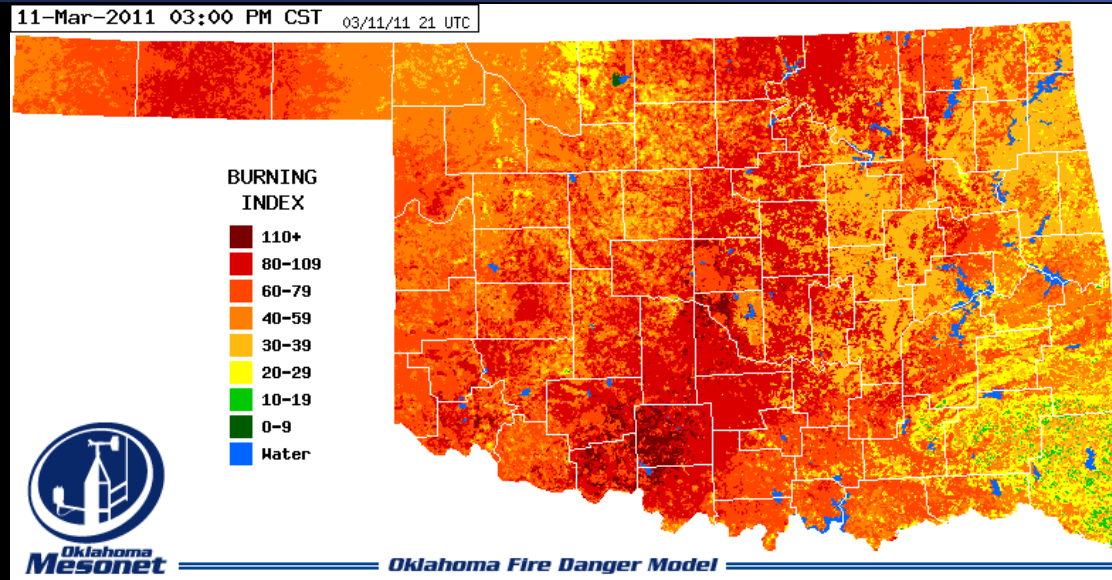 11-Mar-2011 03:00 PM CST 03/11/11 21 UTC
BURNING
INDEX
110+
80-109
60-79
40-59
30-39
20-29
10-19
0-9
Water
Oklahoma
Mesonet
Oklahoma Fire Danger Model